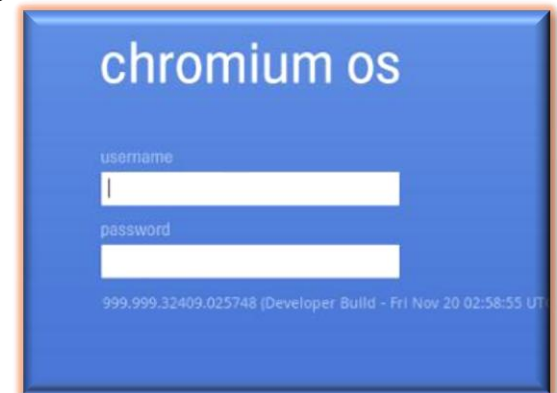 chromium os
username
password
999.999.32409.025748 (Developer Build - Fri Nov 20 02:58:55 UT